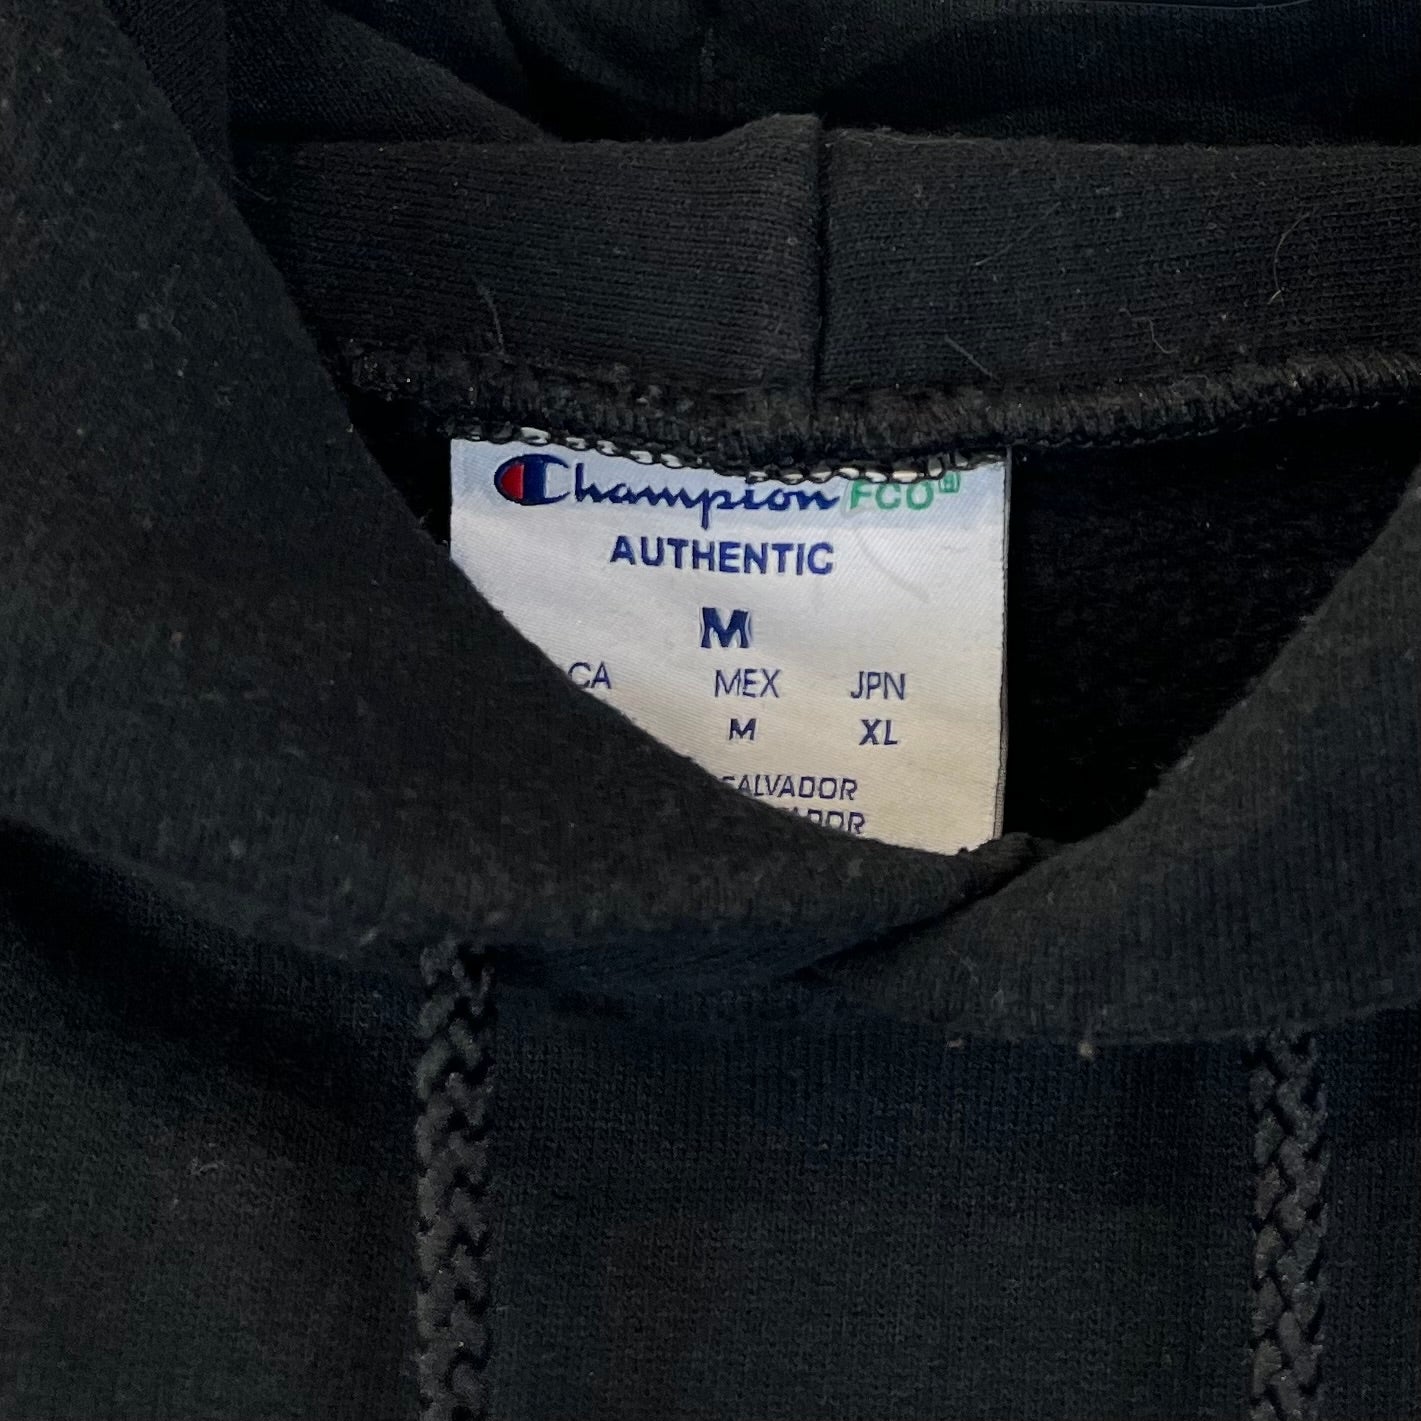 Champion ECO
AUTHENTIC
M
CA MEX JPN
M XL
SALVADOR